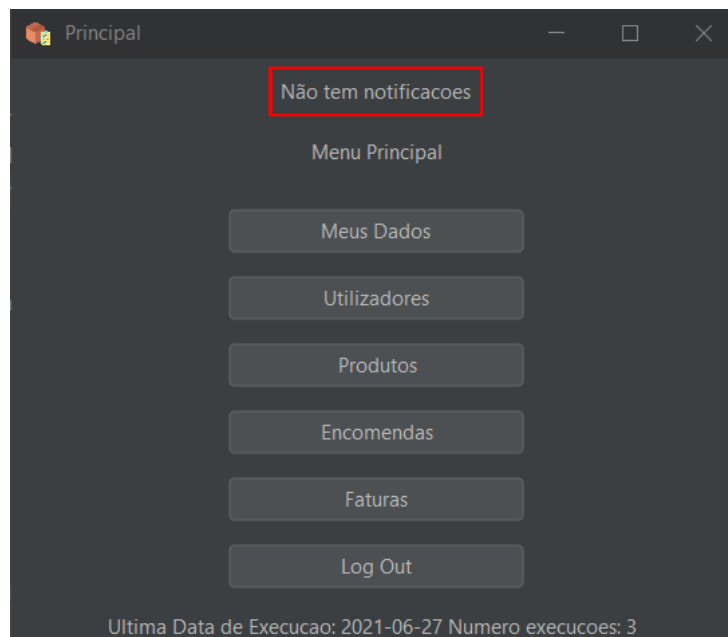 Principal
Não tem notificacoes
Menu Principal
Meus Dados
Utilizadores
Produtos
Encomendas
Faturas
Log Out
Ultima Data de Execucao: 2021-06-27 Numero execucoes: 3